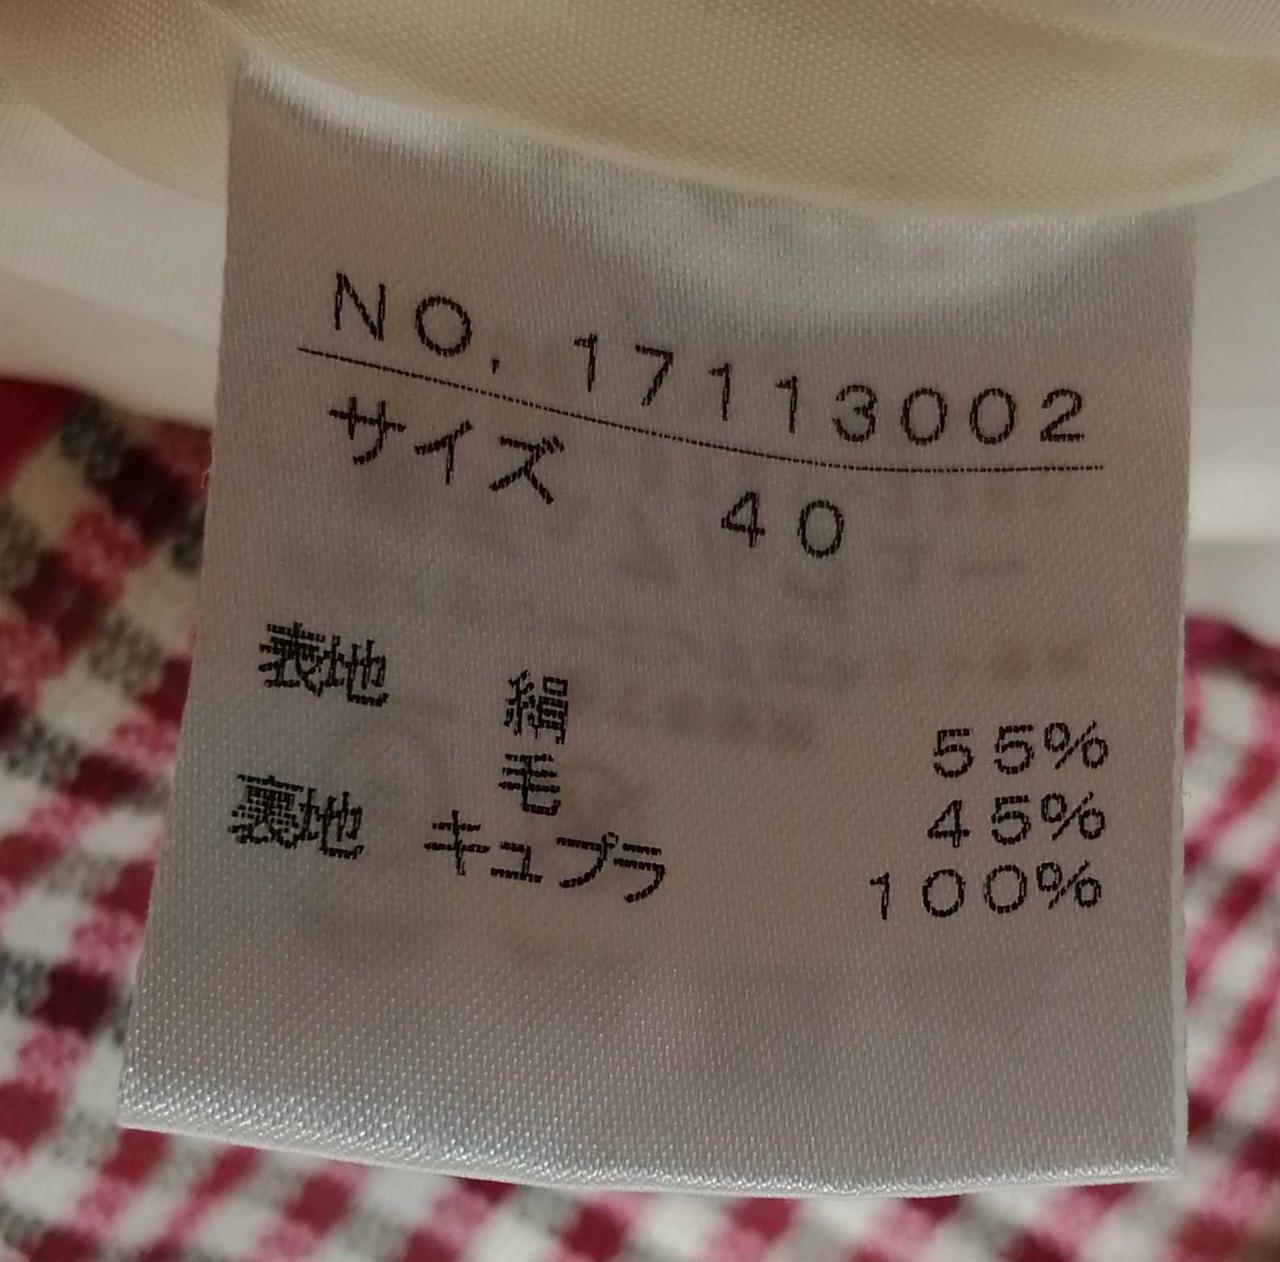 NO. 17113002
サイズ 40
表地 絹 55%
毛 45%
裏地 キュプラ 100%